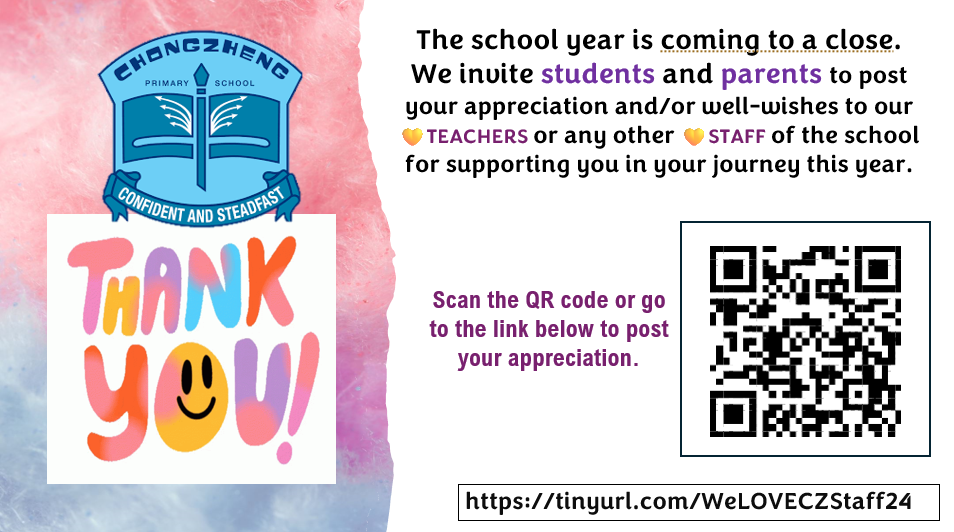 CHONGZHENG
PRIMARY SCHOOL
CONFIDENT AND STEADFAST
THANK
YOU!
The school year is coming to a close.
We invite students and parents to post
your appreciation and/or well-wishes to our
TEACHERS or any other STAFF of the school
for supporting you in your journey this year.
Scan the QR code or go
to the link below to post
your appreciation.
https://tinyurl.com/WeLOVECZStaff24